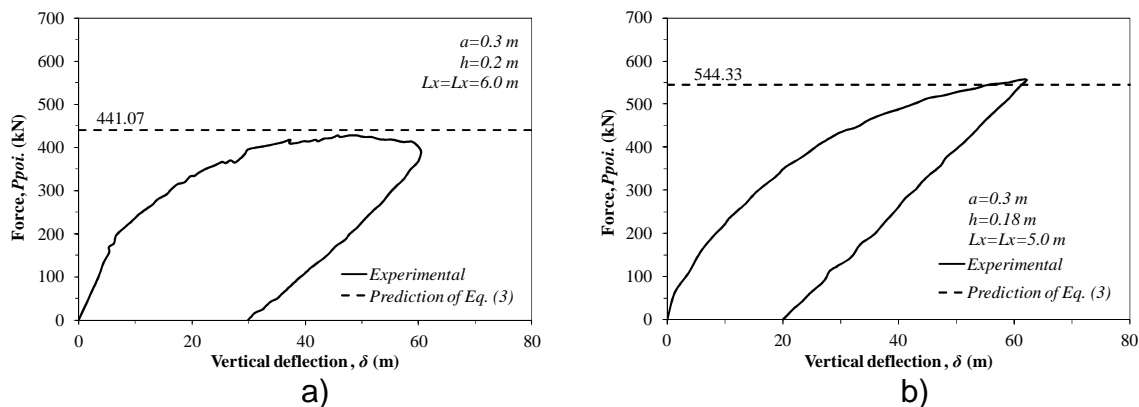 700
600
500
400
300
200
100
0
Force, Ppoi. (kN)
a=0.3 m
h=0.2 m
Lx=Lx=6.0 m
441.07
Experimental
Prediction of Eq. (3)
0 20 40 60 80
Vertical deflection , δ (m)
a)
700
600
500
400
300
200
100
0
Force, Ppoi. (kN)
544.33
a=0.3 m
h=0.18 m
Lx=Lx=5.0 m
Experimental
Prediction of Eq. (3)
0 20 40 60 80
Vertical deflection , δ (m)
b)